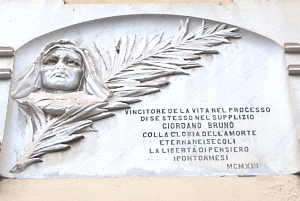 VINCITORE DE LA VITA NEL PROCESSO
DI SE STESSO NEL SUPPLIZIO
GIORDANO BRUNO
COLLA GLORIA DELLA MORTE
ETERNA NEI SECOLI
LA LIBERTÀ DI PENSIERO
I PONTORMESI